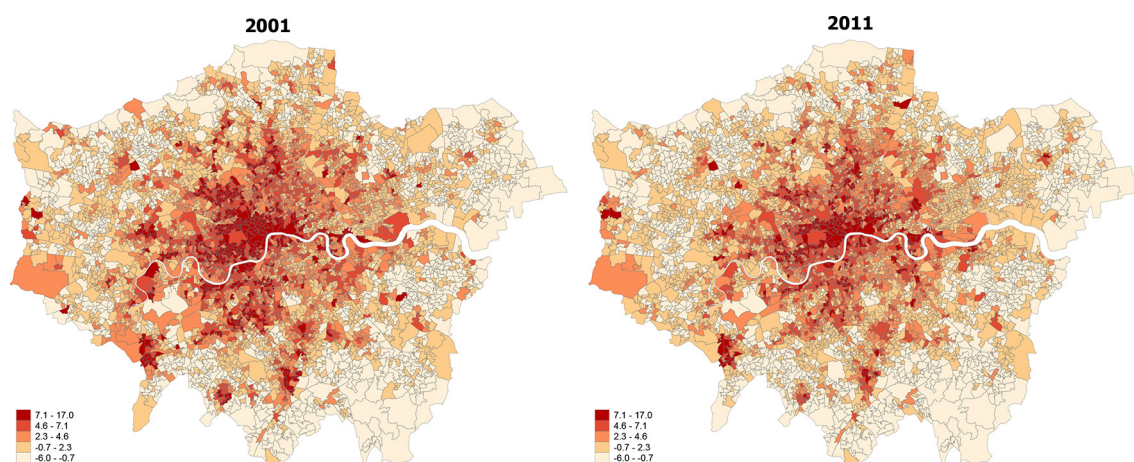 2001
2011
7.1 - 17.0
4.6 - 7.1
2.3 - 4.6
-0.7 - 2.3
-6.0 - -0.7
7.1 - 17.0
4.6 - 7.1
2.3 - 4.6
-0.7 - 2.3
-6.0 - -0.7